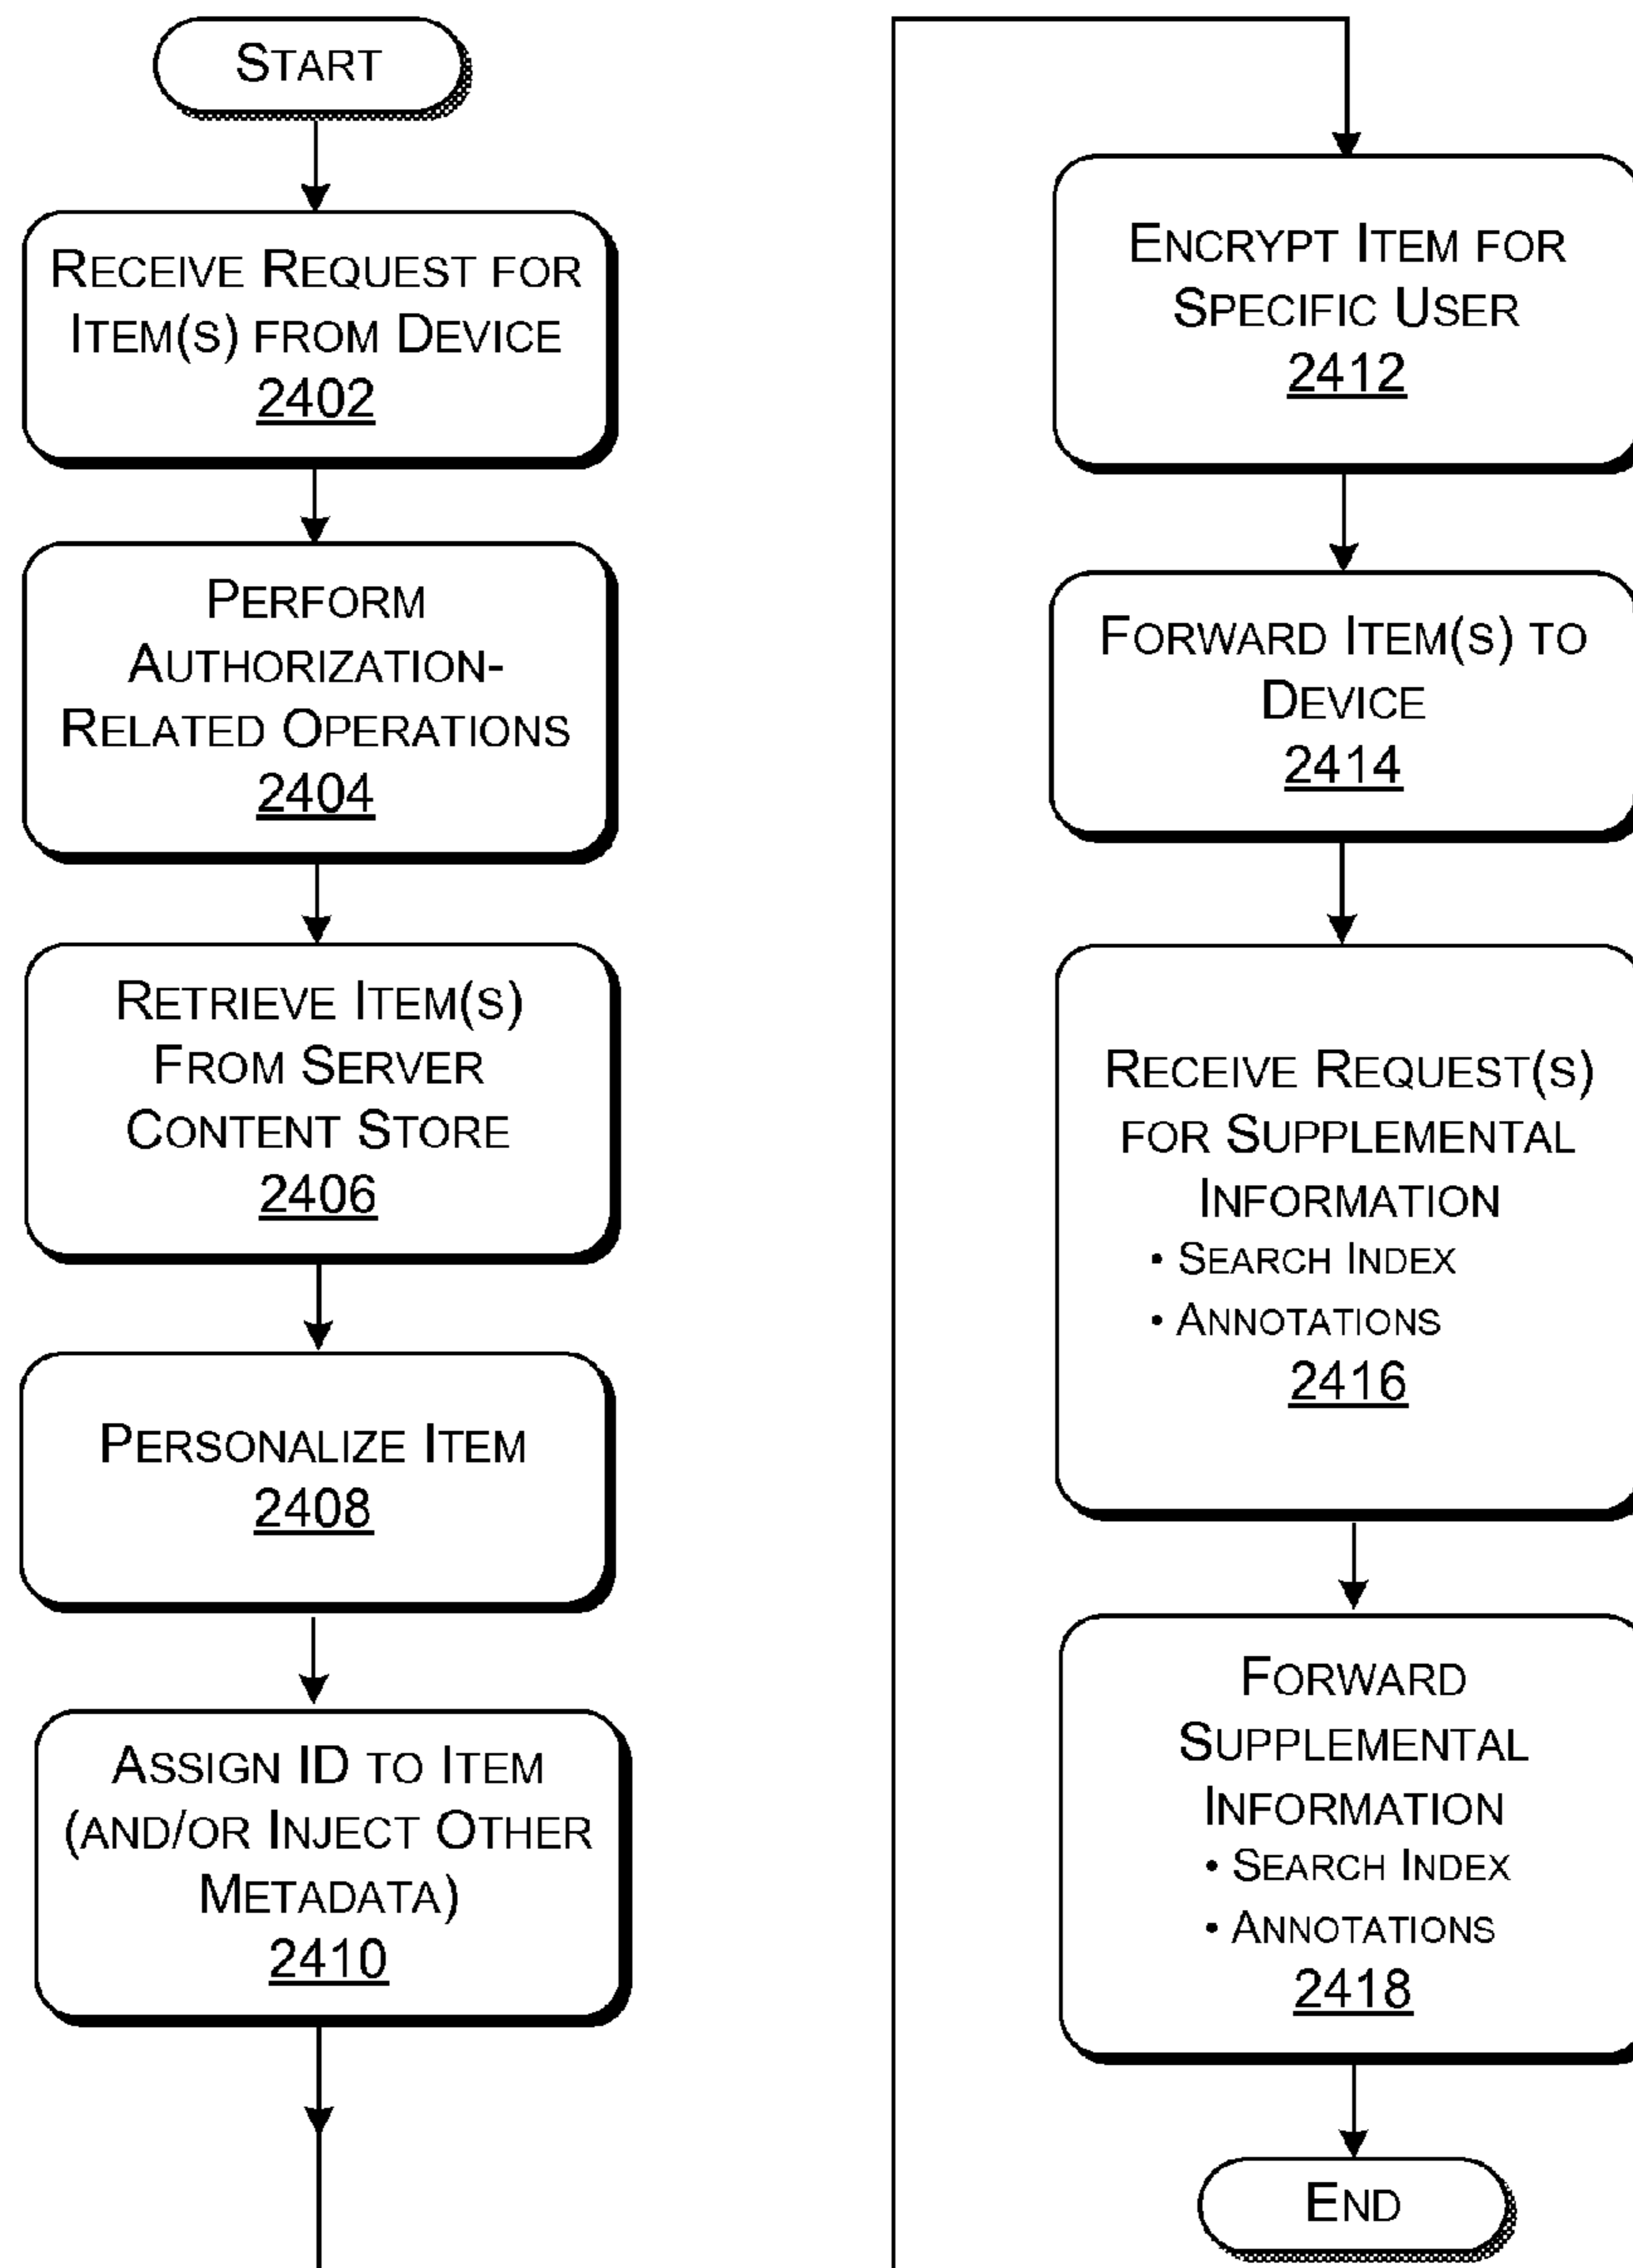 START
RECEIVE REQUEST FOR
ITEM(S) FROM DEVICE
2402
PERFORM
AUTHORIZATION-
RELATED OPERATIONS
2404
RETRIEVE ITEM(S)
FROM SERVER
CONTENT STORE
2406
PERSONALIZE ITEM
2408
ASSIGN ID TO ITEM
(AND/OR INJECT OTHER
METADATA)
2410
ENCRYPT ITEM FOR
SPECIFIC USER
2412
FORWARD ITEM(S) TO
DEVICE
2414
RECEIVE REQUEST(S)
FOR SUPPLEMENTAL
INFORMATION
• SEARCH INDEX
• ANNOTATIONS
2416
FORWARD
SUPPLEMENTAL
INFORMATION
• SEARCH INDEX
• ANNOTATIONS
2418
END